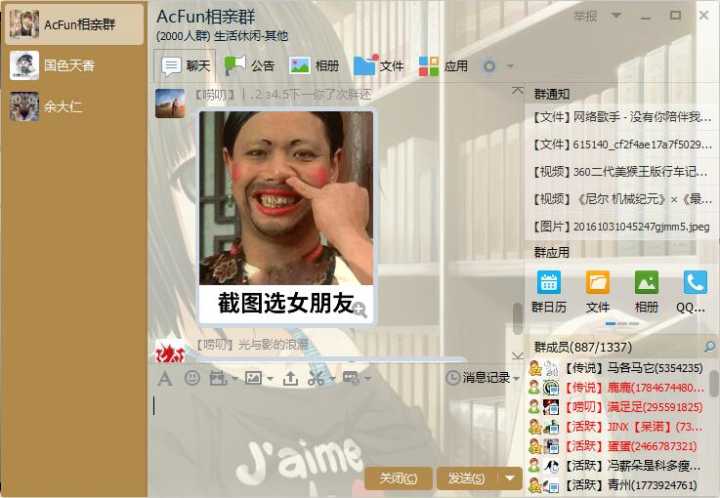 AcFun相亲群
国色天香
余大仁
AcFun相亲群
(2000人群) 生活休闲-其他
举报
聊天
公告
相册
文件
应用
截图选女朋友
【唠叨】光与影的浪漫
A
消息记录
J'aime
关闭(C)
发送(S)
群通知
【文件】网络歌手 - 没有你陪伴我...
【文件】615140_cf2f4ae17a7f5029...
【视频】360二代美猴王版行车记...
【视频】《尼尔 机械纪元》×《最...
【图片】20161031045247gjmm5.jpeg
群应用
群日历
文件
相册
QQ...
群成员(887/1337)
【传说】马各马它(5354235)
【传说】鹿鹿(1784674480...
【唠叨】满足足(295591825)
【活跃】JINX【呆诺】(73...
【活跃】蛋蛋(2466787321)
【活跃】冯薪朵是科多瘦...
【活跃】青州(1773924761)